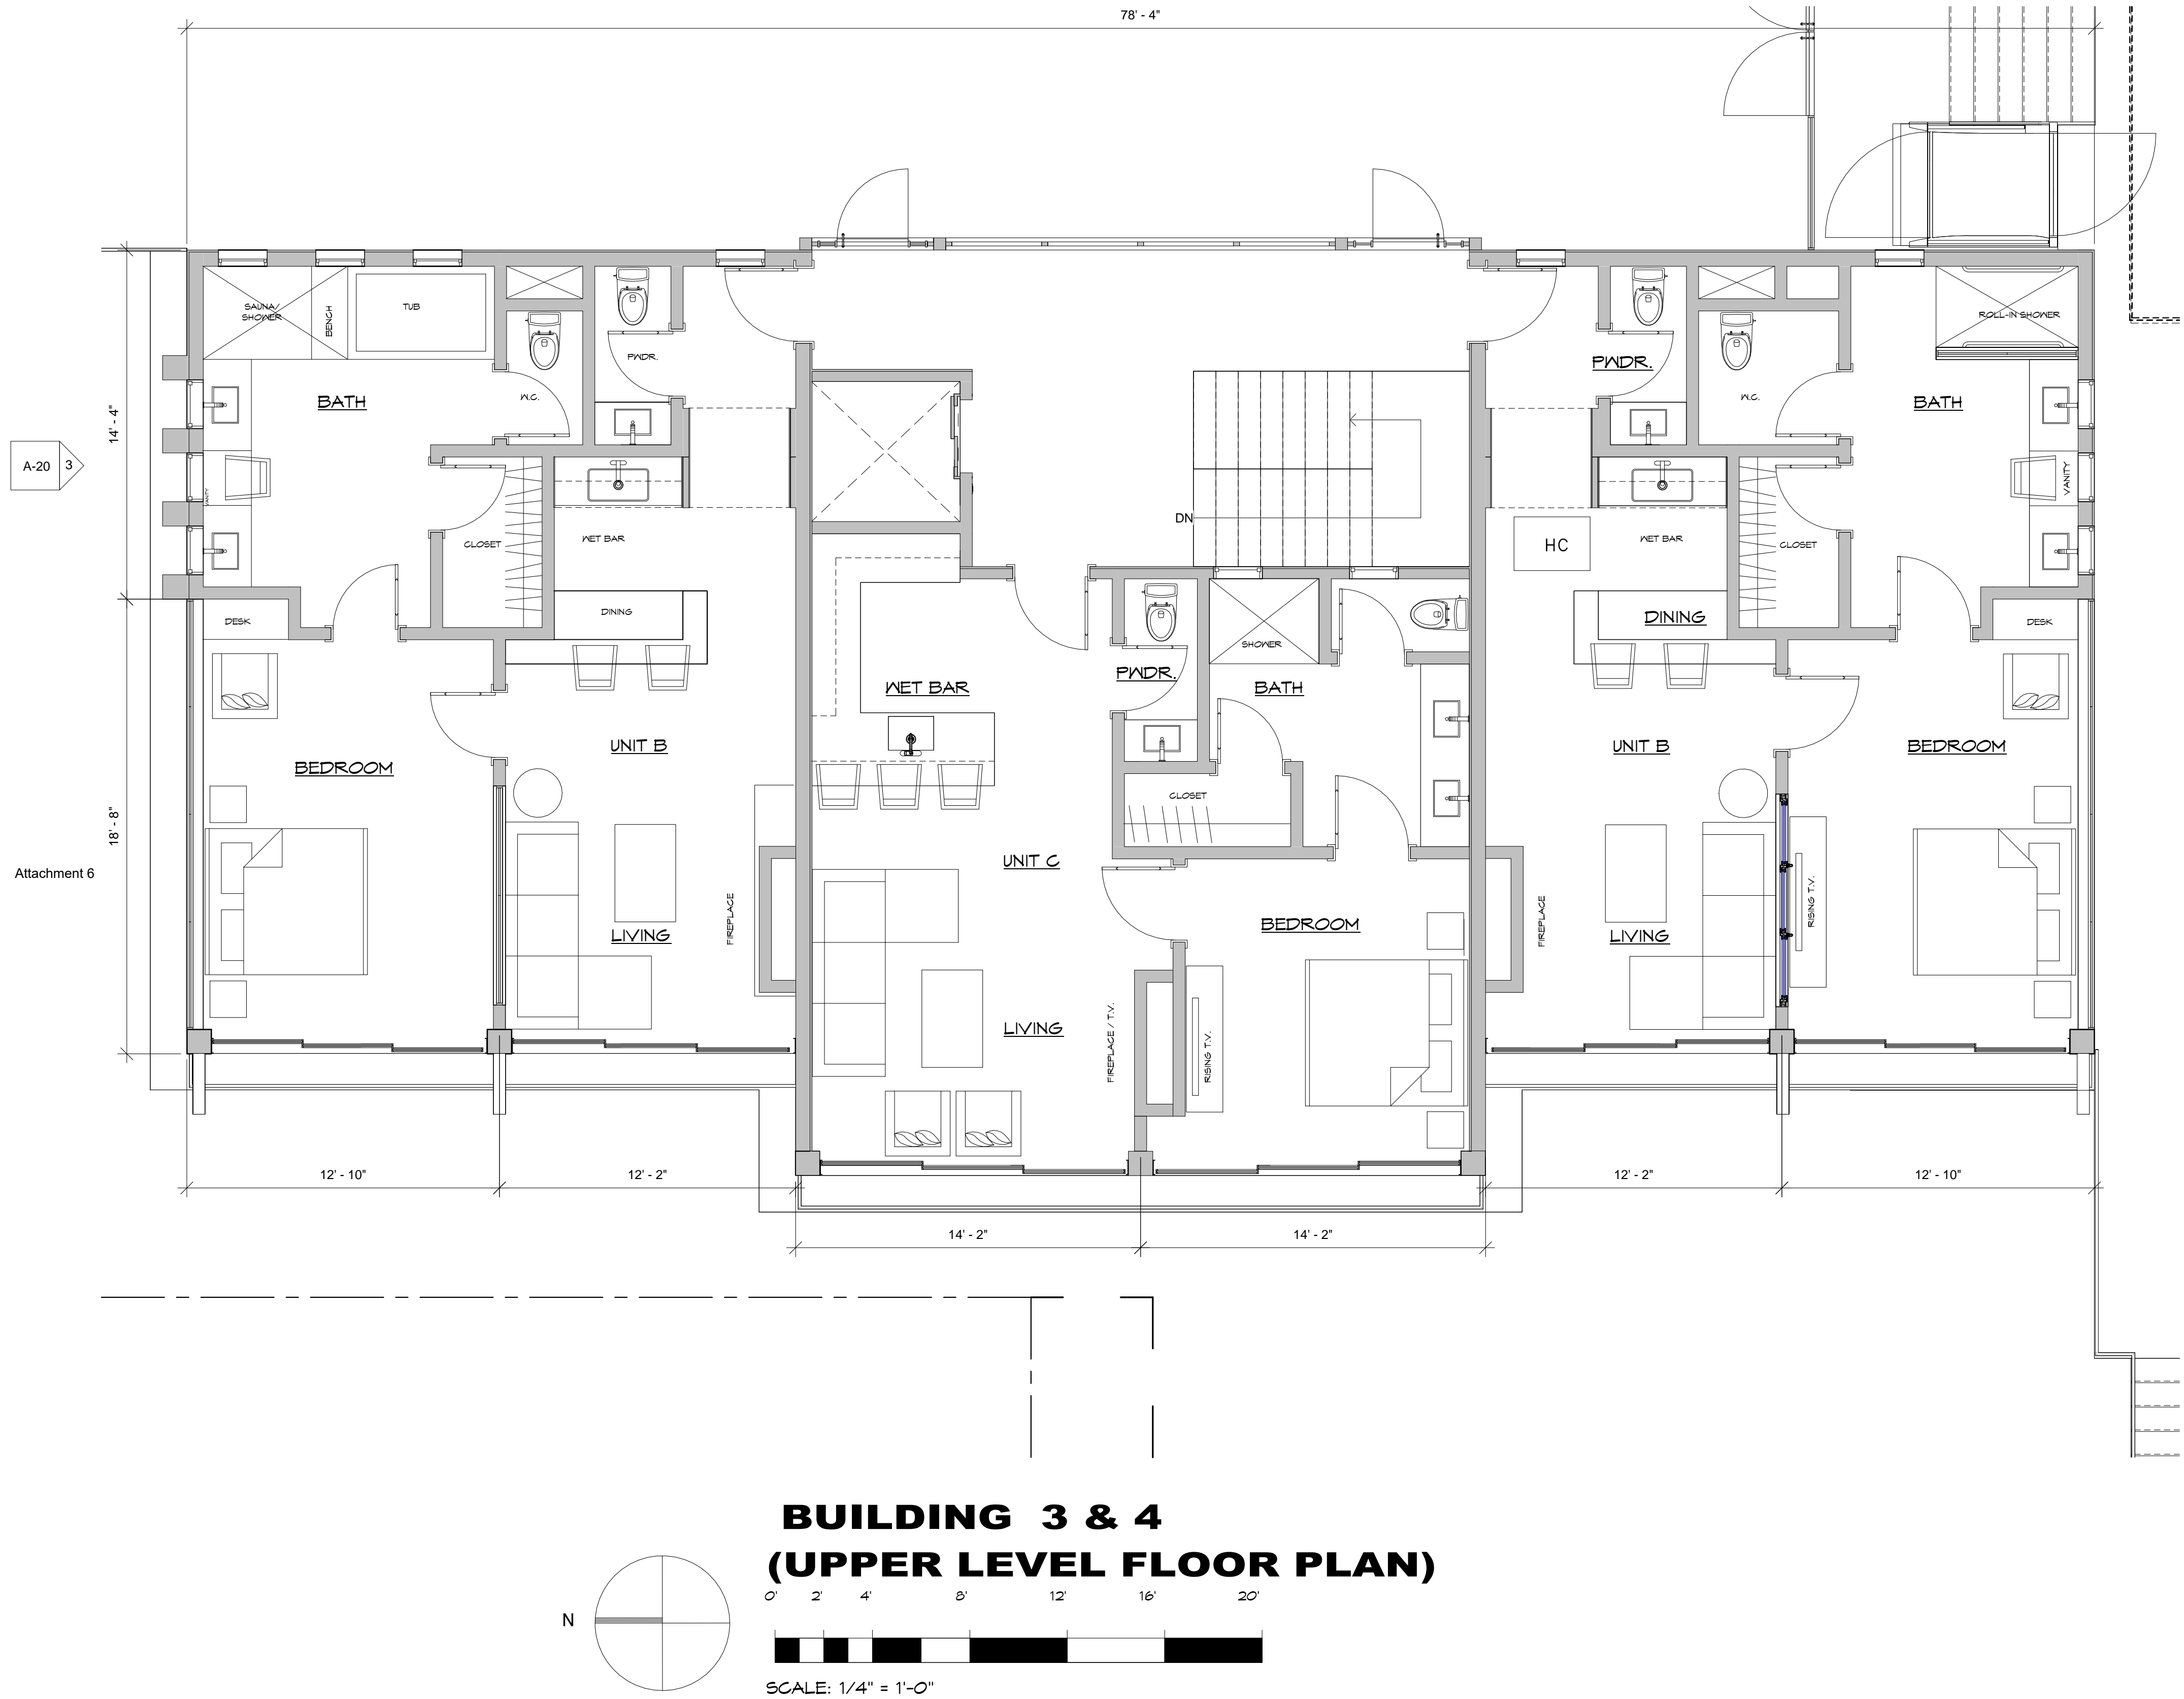 78' - 4"
SAUNA/
SHOWER
BENCH
TUB
ROLL-IN SHOWER
PWDR.
PWDR.
W.C.
W.C.
BATH
BATH
14' - 4"
A-20
3
VANITY
VANITY
DN
CLOSET
WET BAR
HC
WET BAR
CLOSET
DESK
DINING
DINING
DESK
SHOWER
PWDR.
WET BAR
BATH
UNIT B
UNIT B
BEDROOM
BEDROOM
CLOSET
18' - 8"
Attachment 6
UNIT C
FIREPLACE
LIVING
BEDROOM
FIREPLACE
LIVING
RISING T.V.
LIVING
FIREPLACE / T.V.
RISING T.V.
12' - 10"
12' - 2"
12' - 2"
12' - 10"
14' - 2"
14' - 2"
BUILDING 3 & 4
(UPPER LEVEL FLOOR PLAN)
0' 2' 4' 8' 12' 16' 20'
N
SCALE: 1/4" = 1'-0"